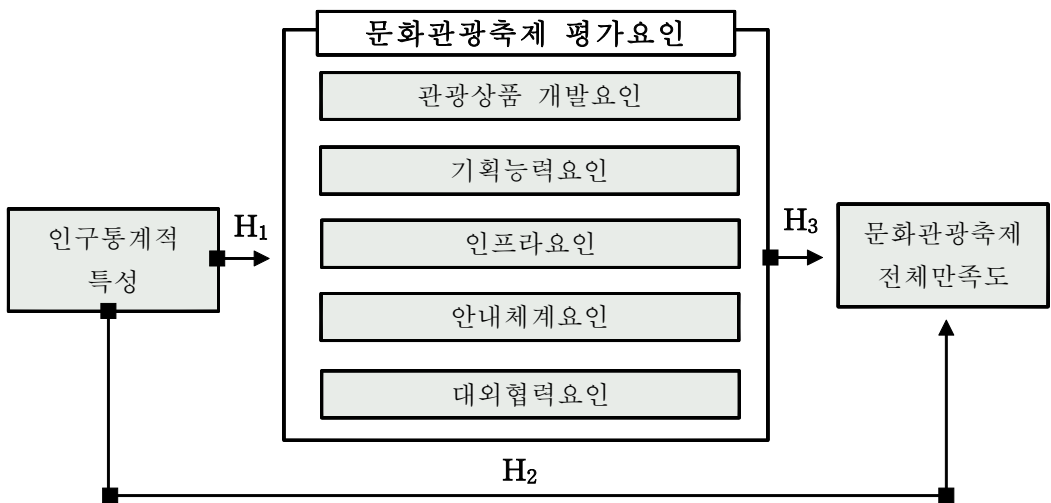 문화관광축제 평가요인
관광상품 개발요인
기획능력요인
인구통계적
특성
H₁
인프라요인
H₃
문화관광축제
전체만족도
안내체계요인
대외협력요인
H₂